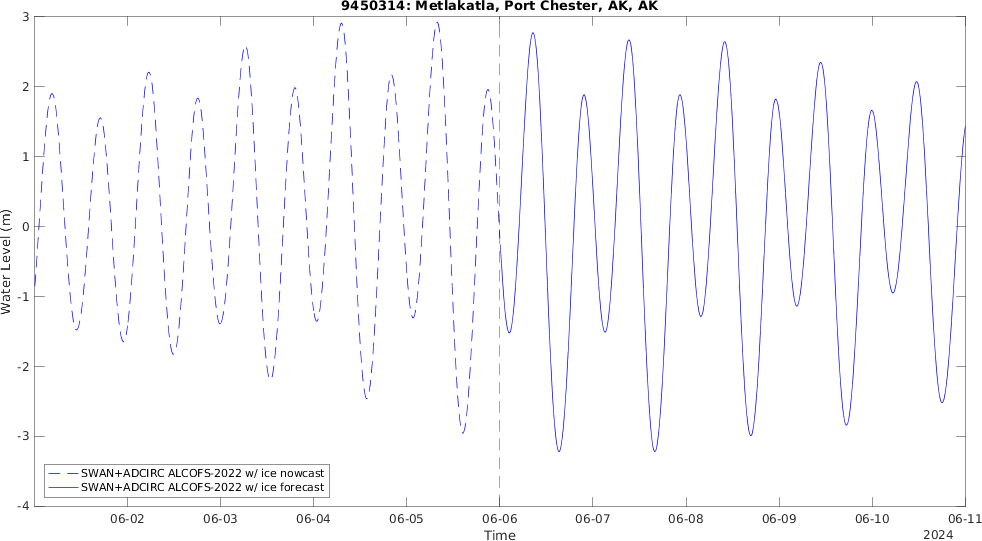 9450314: Metlakatla, Port Chester, AK, AK
Water Level (m)
3
2
1
0
-1
-2
-3
-4
SWAN+ADCIRC ALCOFS-2022 w/ ice nowcast
SWAN+ADCIRC ALCOFS-2022 w/ ice forecast
06-02 06-03 06-04 06-05 06-06 06-07 06-08 06-09 06-10 06-11
Time
2024